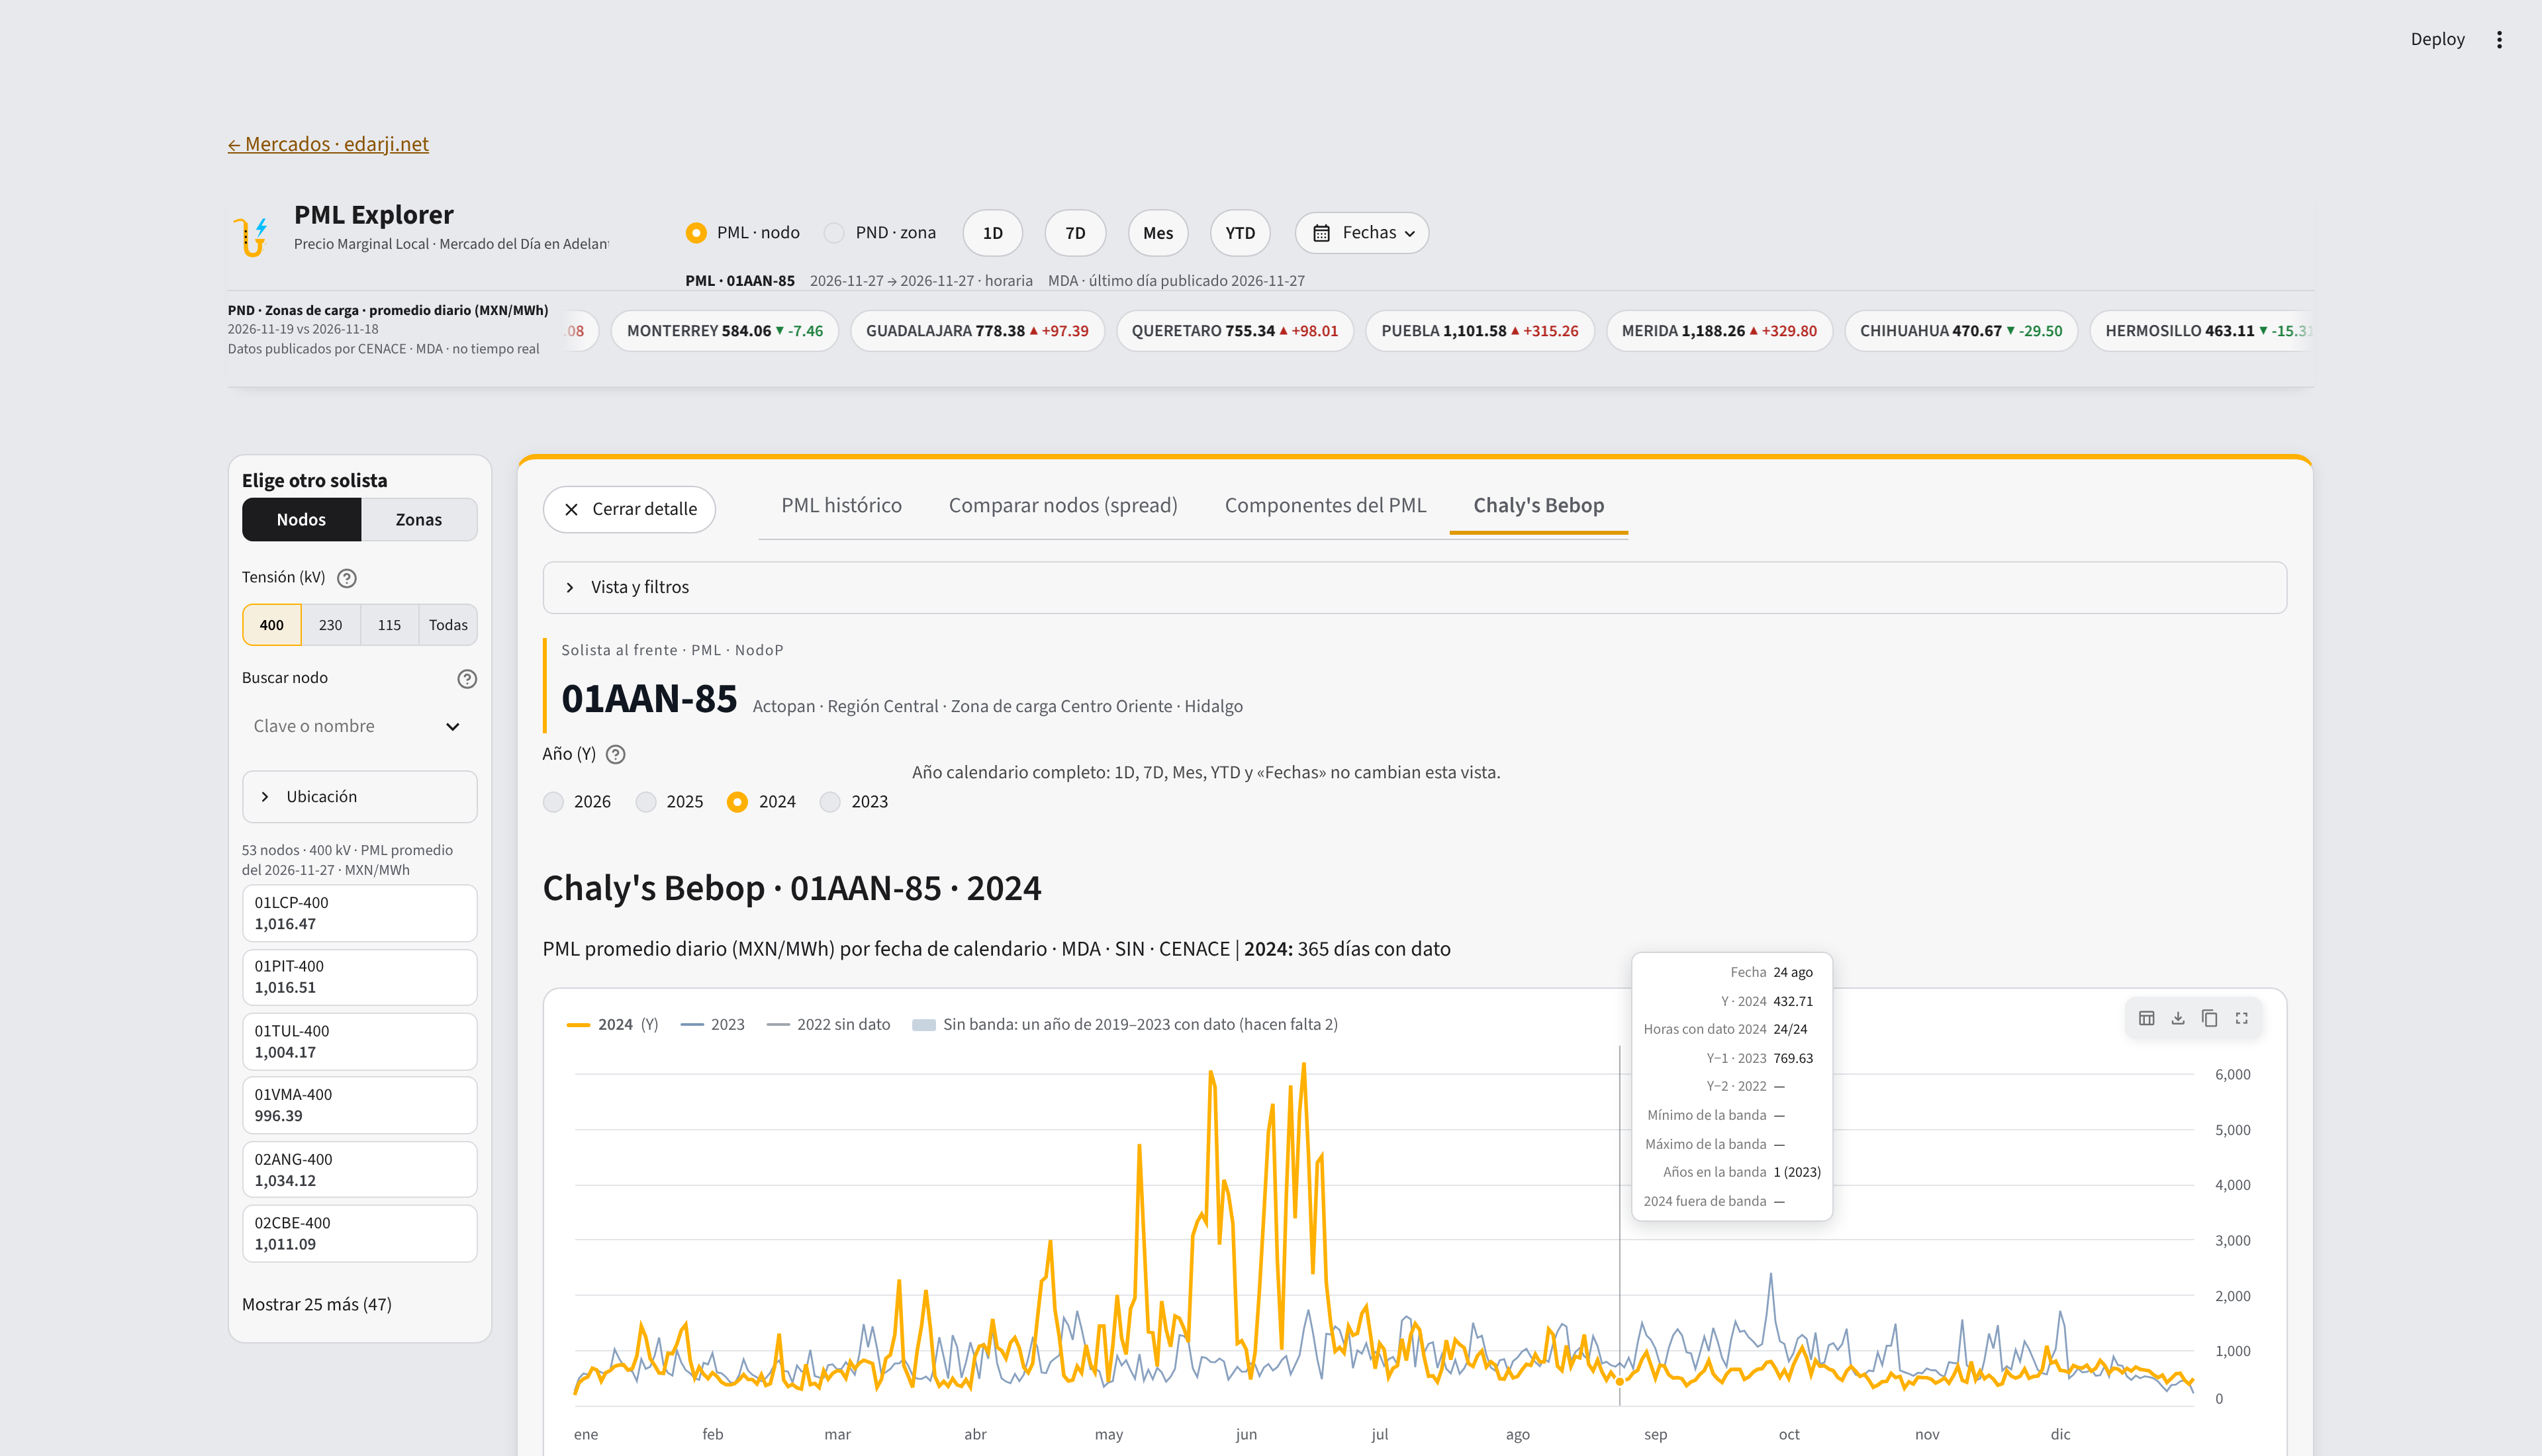 Deploy
← Mercados · edarji.net
PML Explorer
Precio Marginal Local · Mercado del Día en Adelan
PML · nodo
PND · zona
1D
7D
Mes
YTD
Fechas
PML · 01AAN-85 2026-11-27 → 2026-11-27 · horaria MDA · último día publicado 2026-11-27
PND · Zonas de carga · promedio diario (MXN/MWh)
2026-11-19 vs 2026-11-18
Datos publicados por CENACE · MDA · no tiempo real
.08
MONTERREY 584.06 ▼ -7.46
GUADALAJARA 778.38 ▲ +97.39
QUERETARO 755.34 ▲ +98.01
PUEBLA 1,101.58 ▲ +315.26
MERIDA 1,188.26 ▲ +329.80
CHIHUAHUA 470.67 ▼ -29.50
HERMOSILLO 463.11 ▼ -15.31
Elige otro solista
Nodos
Zonas
Tensión (kV)
400
230
115
Todas
Buscar nodo
Clave o nombre
Ubicación
53 nodos · 400 kV · PML promedio
del 2026-11-27 · MXN/MWh
01LCP-400
1,016.47
01PIT-400
1,016.51
01TUL-400
1,004.17
01VMA-400
996.39
02ANG-400
1,034.12
02CBE-400
1,011.09
Mostrar 25 más (47)
Cerrar detalle
PML histórico
Comparar nodos (spread)
Componentes del PML
Chaly's Bebop
Vista y filtros
Solista al frente · PML · NodoP
01AAN-85 Actopan · Región Central · Zona de carga Centro Oriente · Hidalgo
Año (Y)
Año calendario completo: 1D, 7D, Mes, YTD y «Fechas» no cambian esta vista.
2026
2025
2024
2023
Chaly's Bebop · 01AAN-85 · 2024
PML promedio diario (MXN/MWh) por fecha de calendario · MDA · SIN · CENACE | 2024: 365 días con dato
2024 (Y)
2023
2022 sin dato
Sin banda: un año de 2019–2023 con dato (hacen falta 2)
Fecha 24 ago
Y · 2024 432.71
Horas con dato 2024 24/24
Y−1 · 2023 769.63
Y−2 · 2022 —
Mínimo de la banda —
Máximo de la banda —
Años en la banda 1 (2023)
2024 fuera de banda —
6,000
5,000
4,000
3,000
2,000
1,000
0
ene
feb
mar
abr
may
jun
jul
ago
sep
oct
nov
dic